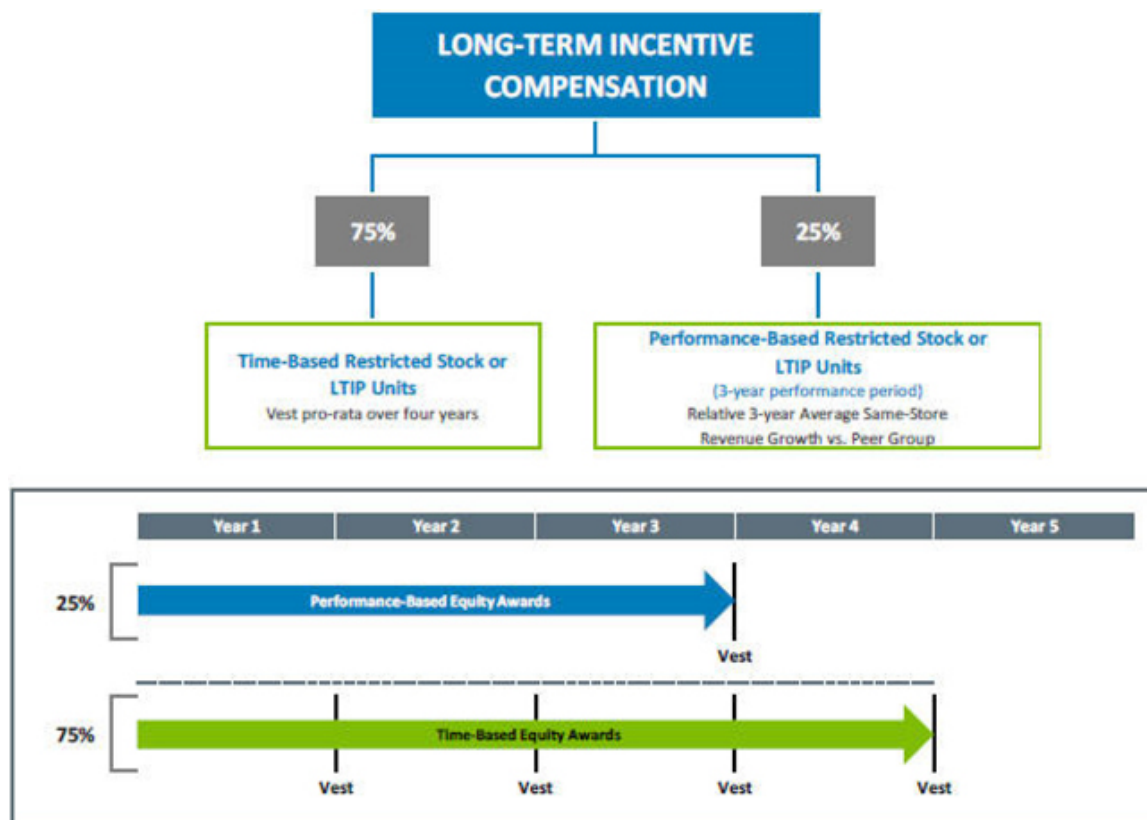 LONG-TERM INCENTIVE
COMPENSATION
75%
25%
Time-Based Restricted Stock or
LTIP Units
Vest pro-rata over four years
Performance-Based Restricted Stock or
LTIP Units
(3-year performance period)
Relative 3-year Average Same-Store
Revenue Growth vs. Peer Group
Year 1 Year 2 Year 3 Year 4 Year 5
25%
Performance-Based Equity Awards
Vest
75%
Time-Based Equity Awards
Vest Vest Vest Vest